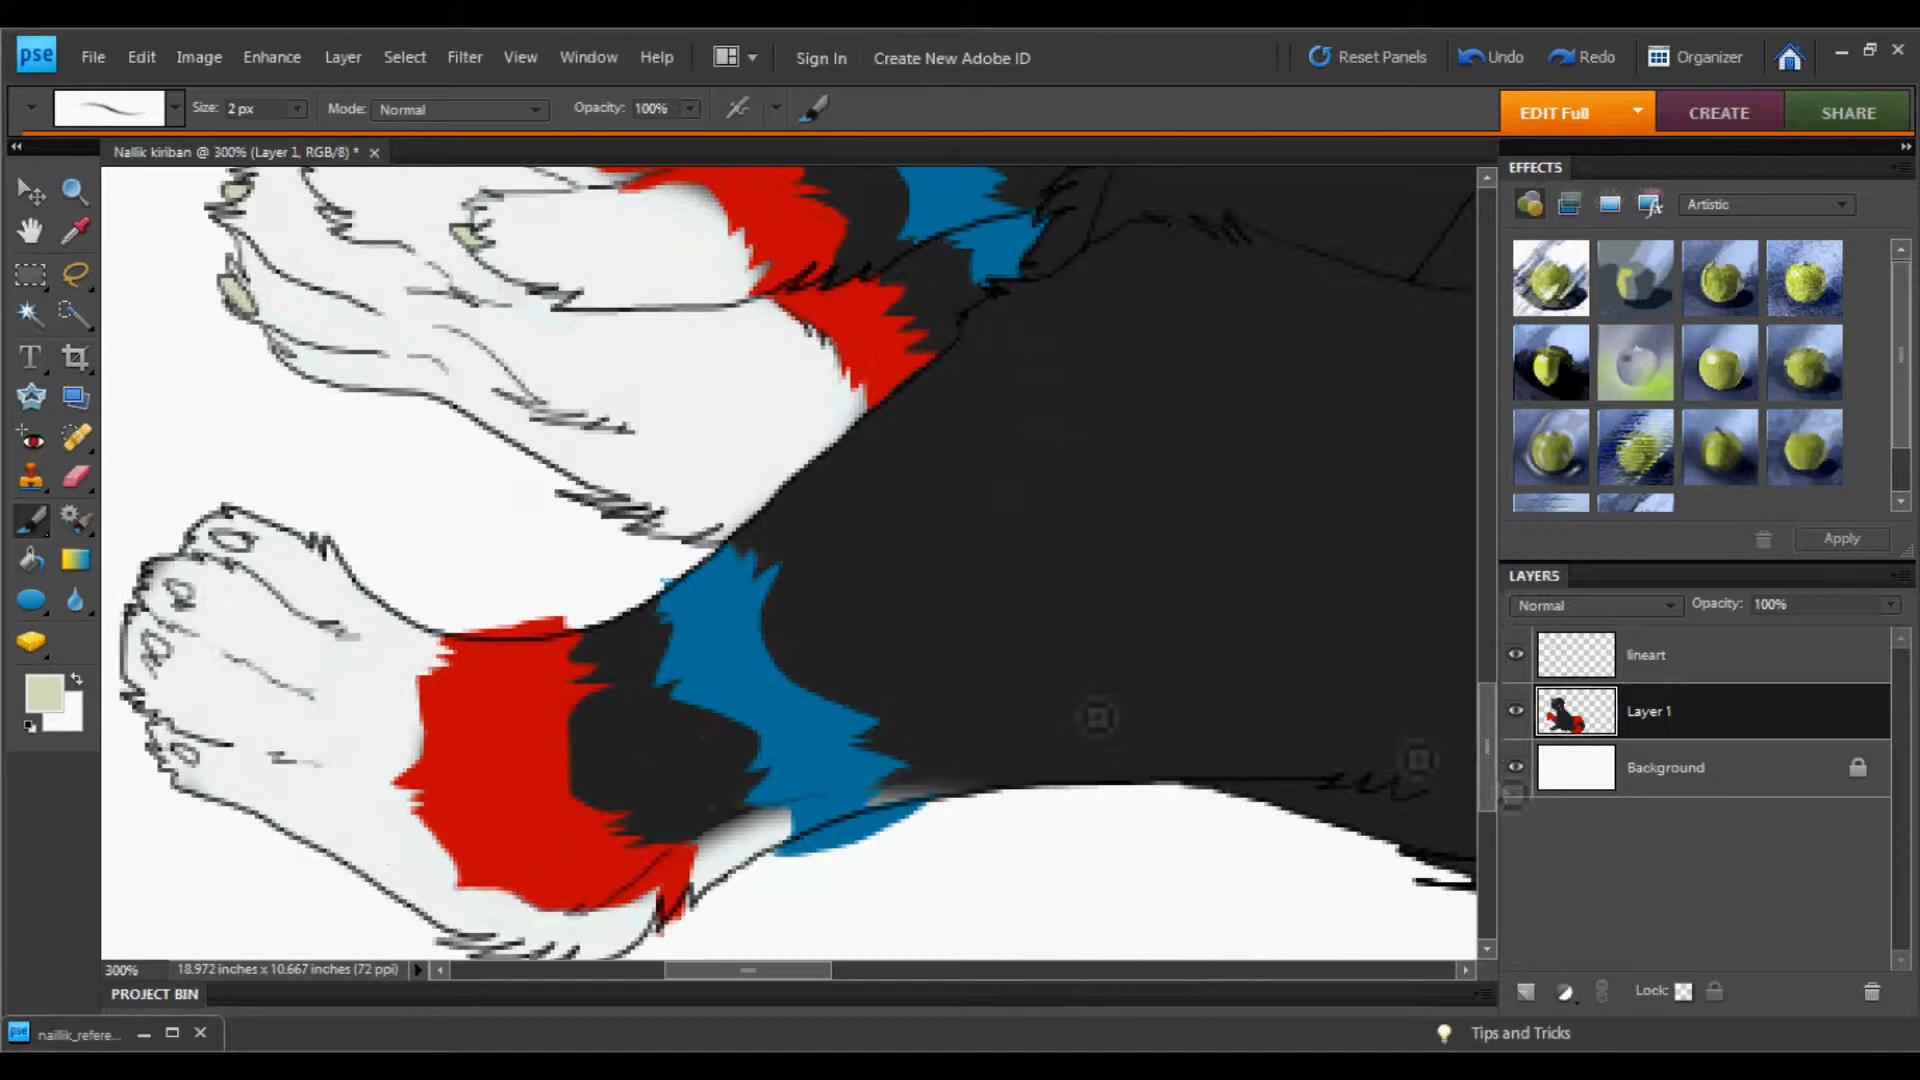 pse File Edit Image Enhance Layer Select Filter View Window Help Sign In Create New Adobe ID Reset Panels Undo Redo Organizer
Size: 2 px Mode: Normal Opacity: 100% EDIT Full CREATE SHARE
Nallik kiriban @ 300% (Layer 1, RGB/8) *
EFFECTS
Artistic
Apply
LAYERS
Normal Opacity: 100%
lineart
Layer 1
Background
300% 18.972 inches x 10.667 inches (72 ppi)
Lock:
PROJECT BIN
pse naillik_refere... Tips and Tricks